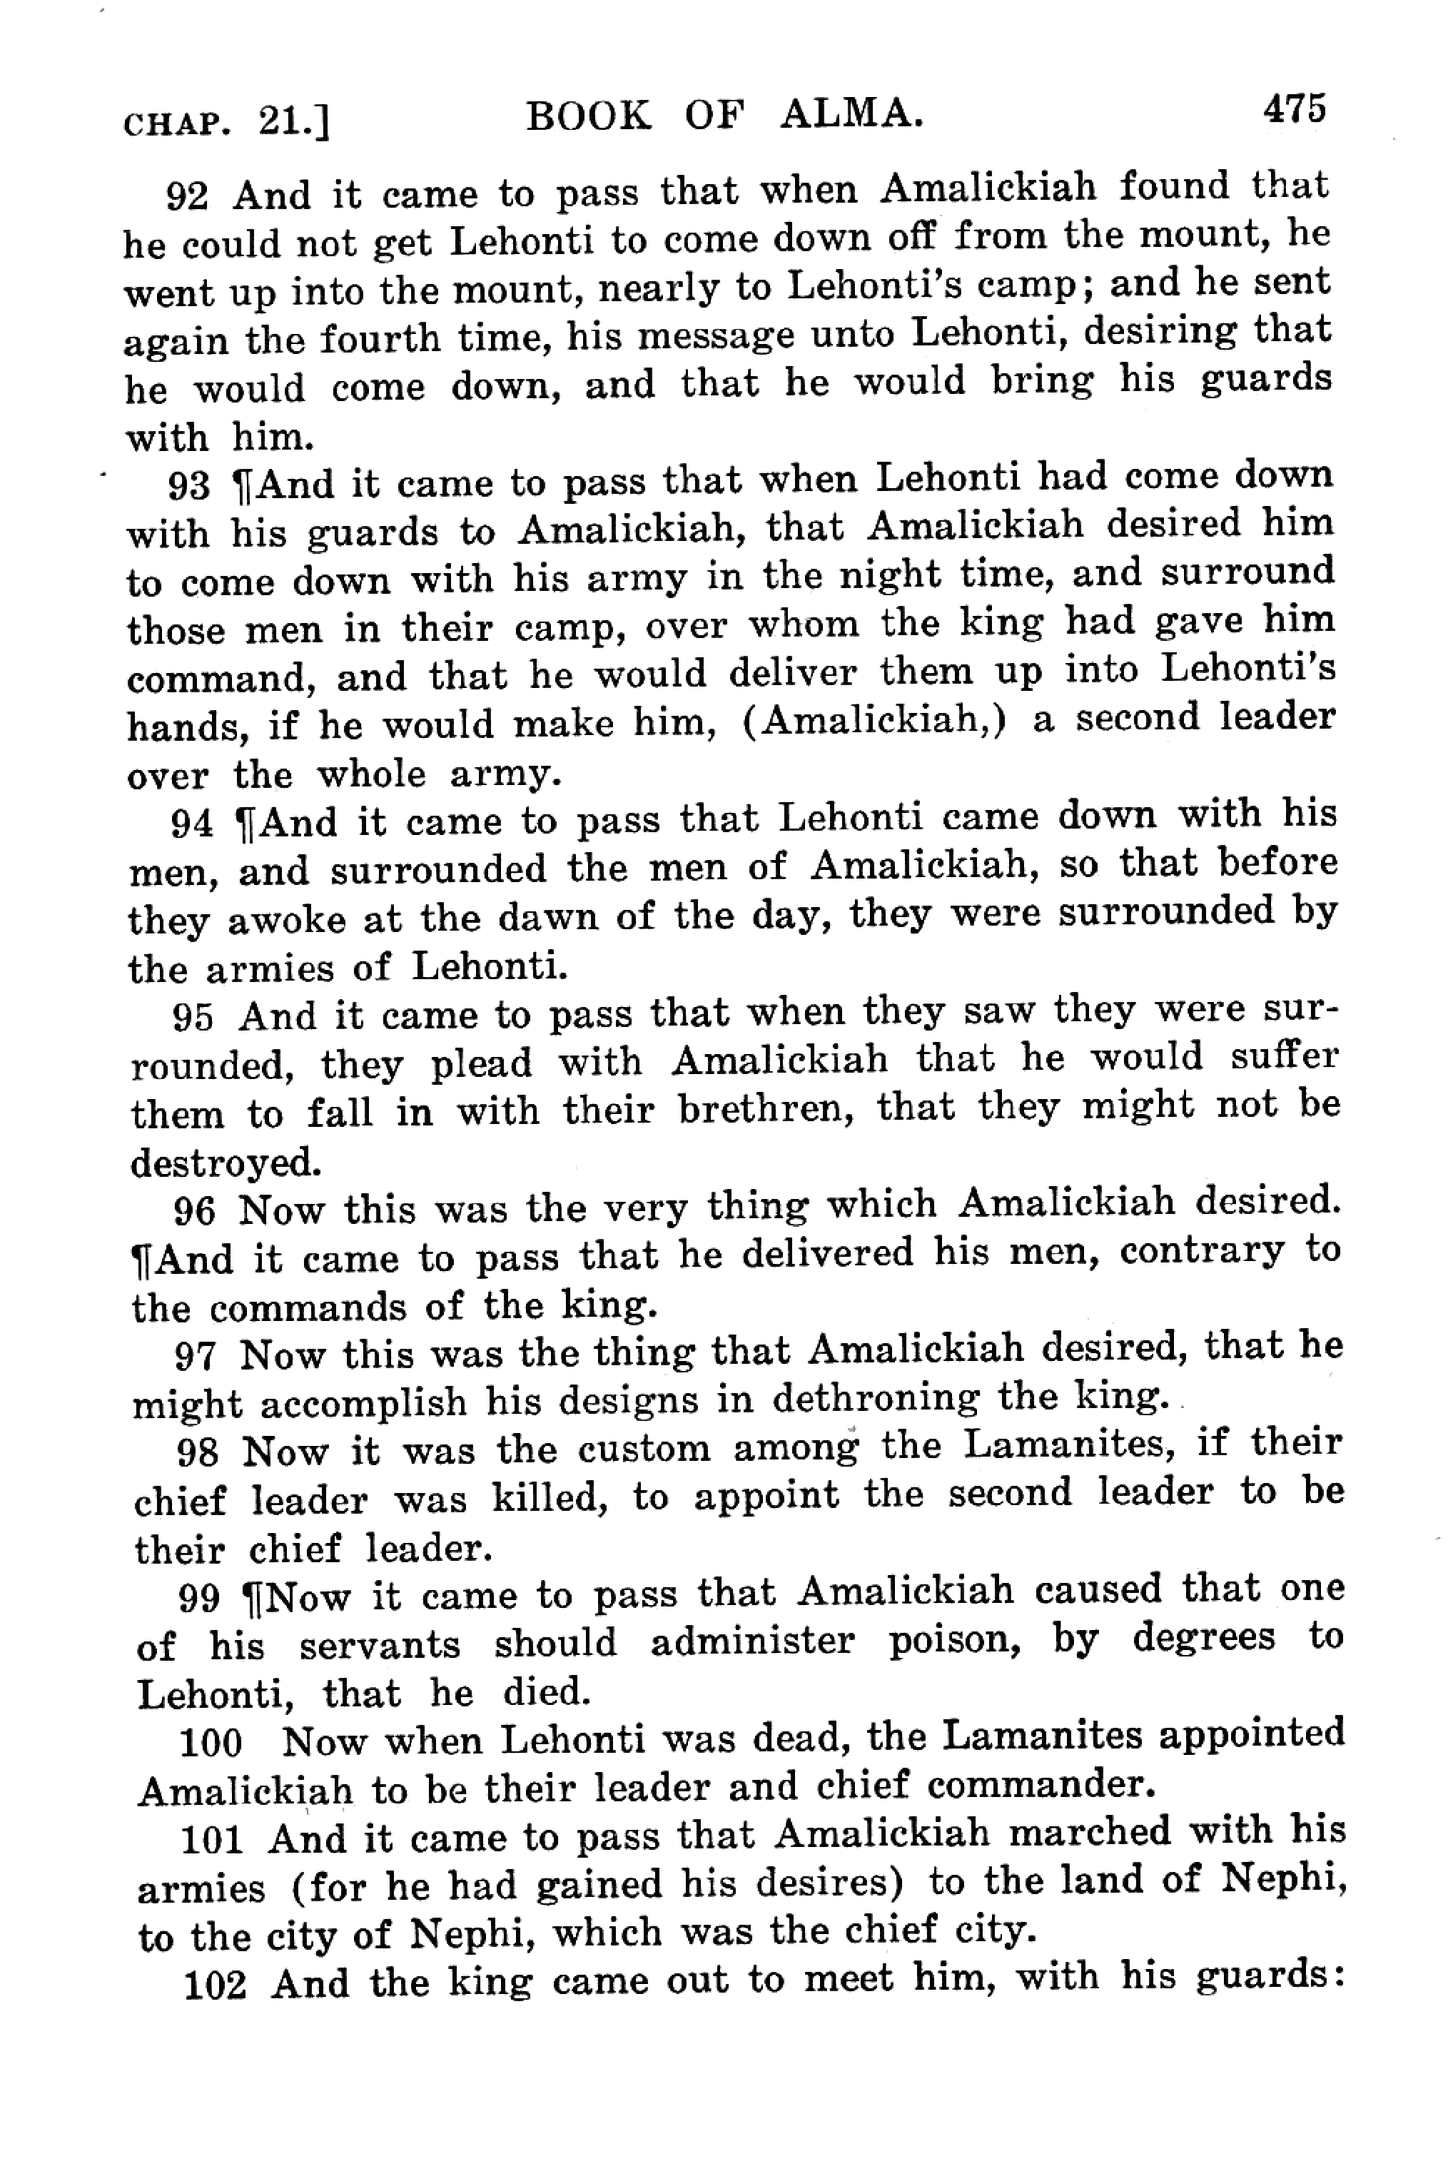 CHAP. 21.] BOOK OF ALMA. 475
92 And it came to pass that when Amalickiah found that
he could not get Lehonti to come down off from the mount, he
went up into the mount, nearly to Lehonti's camp; and he sent
again the fourth time, his message unto Lehonti, desiring that
he would come down, and that he would bring his guards
with him.
93 ¶And it came to pass that when Lehonti had come down
with his guards to Amalickiah, that Amalickiah desired him
to come down with his army in the night time, and surround
those men in their camp, over whom the king had gave him
command, and that he would deliver them up into Lehonti's
hands, if he would make him, (Amalickiah,) a second leader
over the whole army.
94 ¶And it came to pass that Lehonti came down with his
men, and surrounded the men of Amalickiah, so that before
they awoke at the dawn of the day, they were surrounded by
the armies of Lehonti.
95 And it came to pass that when they saw they were sur-
rounded, they plead with Amalickiah that he would suffer
them to fall in with their brethren, that they might not be
destroyed.
96 Now this was the very thing which Amalickiah desired.
¶And it came to pass that he delivered his men, contrary to
the commands of the king.
97 Now this was the thing that Amalickiah desired, that he
might accomplish his designs in dethroning the king.
98 Now it was the custom among the Lamanites, if their
chief leader was killed, to appoint the second leader to be
their chief leader.
99 ¶Now it came to pass that Amalickiah caused that one
of his servants should administer poison, by degrees to
Lehonti, that he died.
100 Now when Lehonti was dead, the Lamanites appointed
Amalickiah to be their leader and chief commander.
101 And it came to pass that Amalickiah marched with his
armies (for he had gained his desires) to the land of Nephi,
to the city of Nephi, which was the chief city.
102 And the king came out to meet him, with his guards: